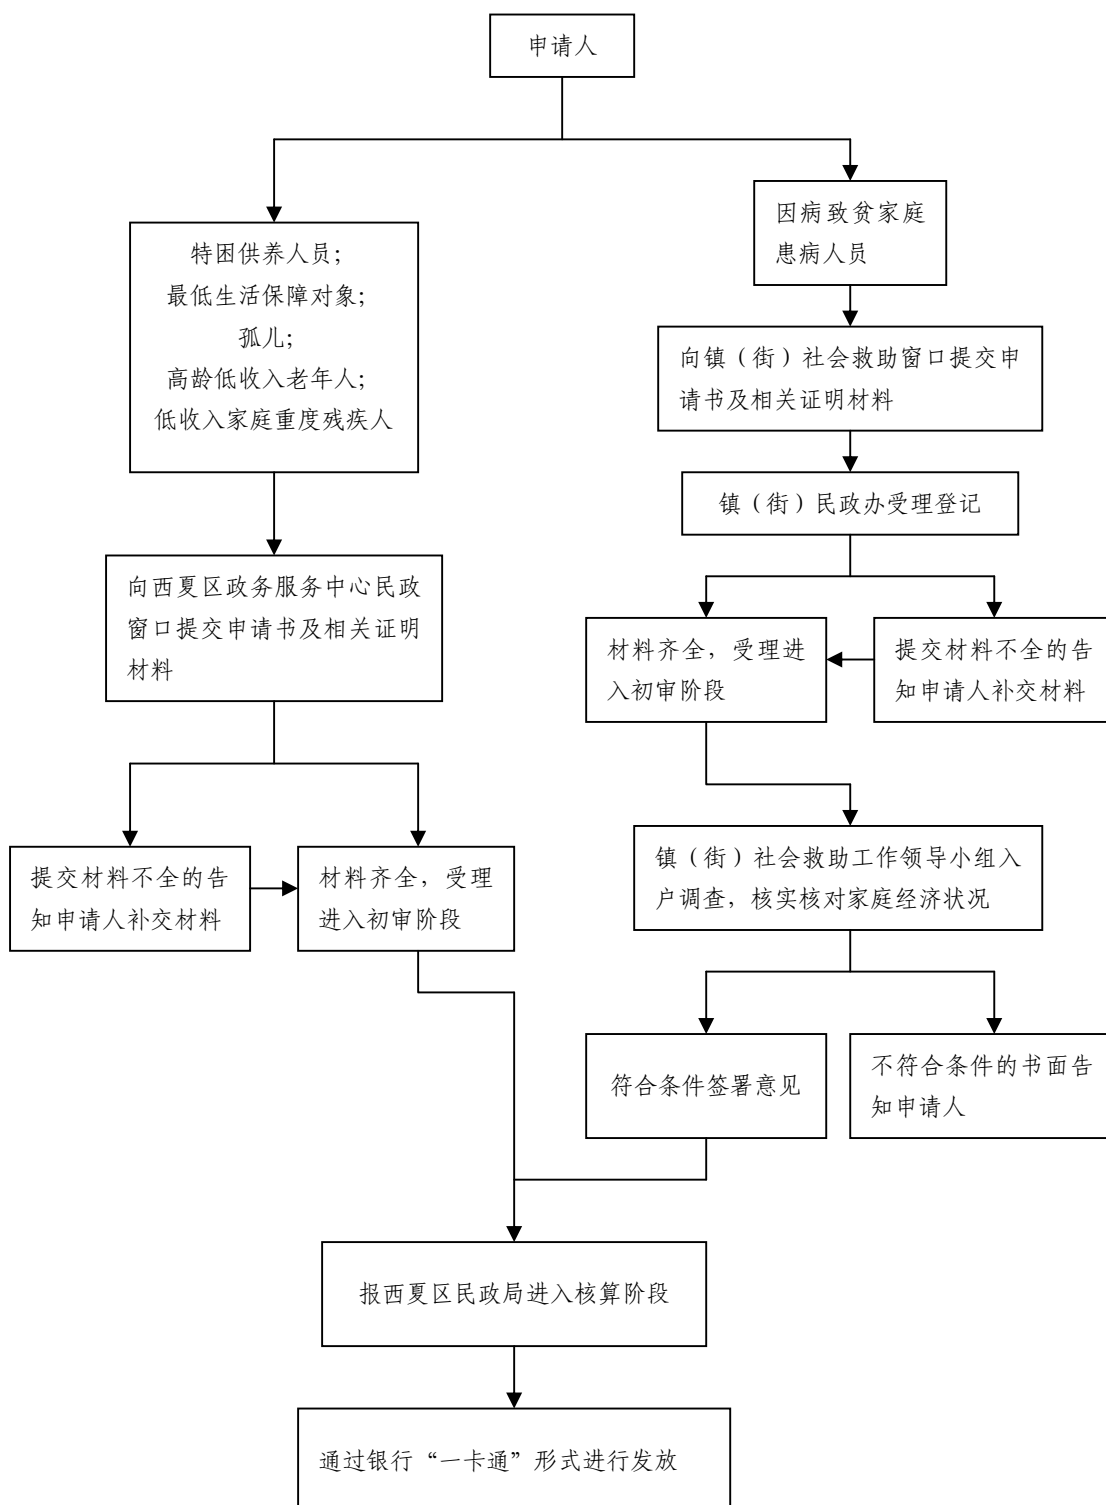 申请人
特困供养人员；
最低生活保障对象；
孤儿；
高龄低收入老年人；
低收入家庭重度残疾人
因病致贫家庭
患病人员
向镇（街）社会救助窗口提交申
请书及相关证明材料
镇（街）民政办受理登记
向西夏区政务服务中心民政
窗口提交申请书及相关证明
材料
材料齐全，受理进
入初审阶段
提交材料不全的告
知申请人补交材料
提交材料不全的告
知申请人补交材料
材料齐全，受理
进入初审阶段
镇（街）社会救助工作领导小组入
户调查，核实核对家庭经济状况
符合条件签署意见
不符合条件的书面告
知申请人
报西夏区民政局进入核算阶段
通过银行“一卡通”形式进行发放